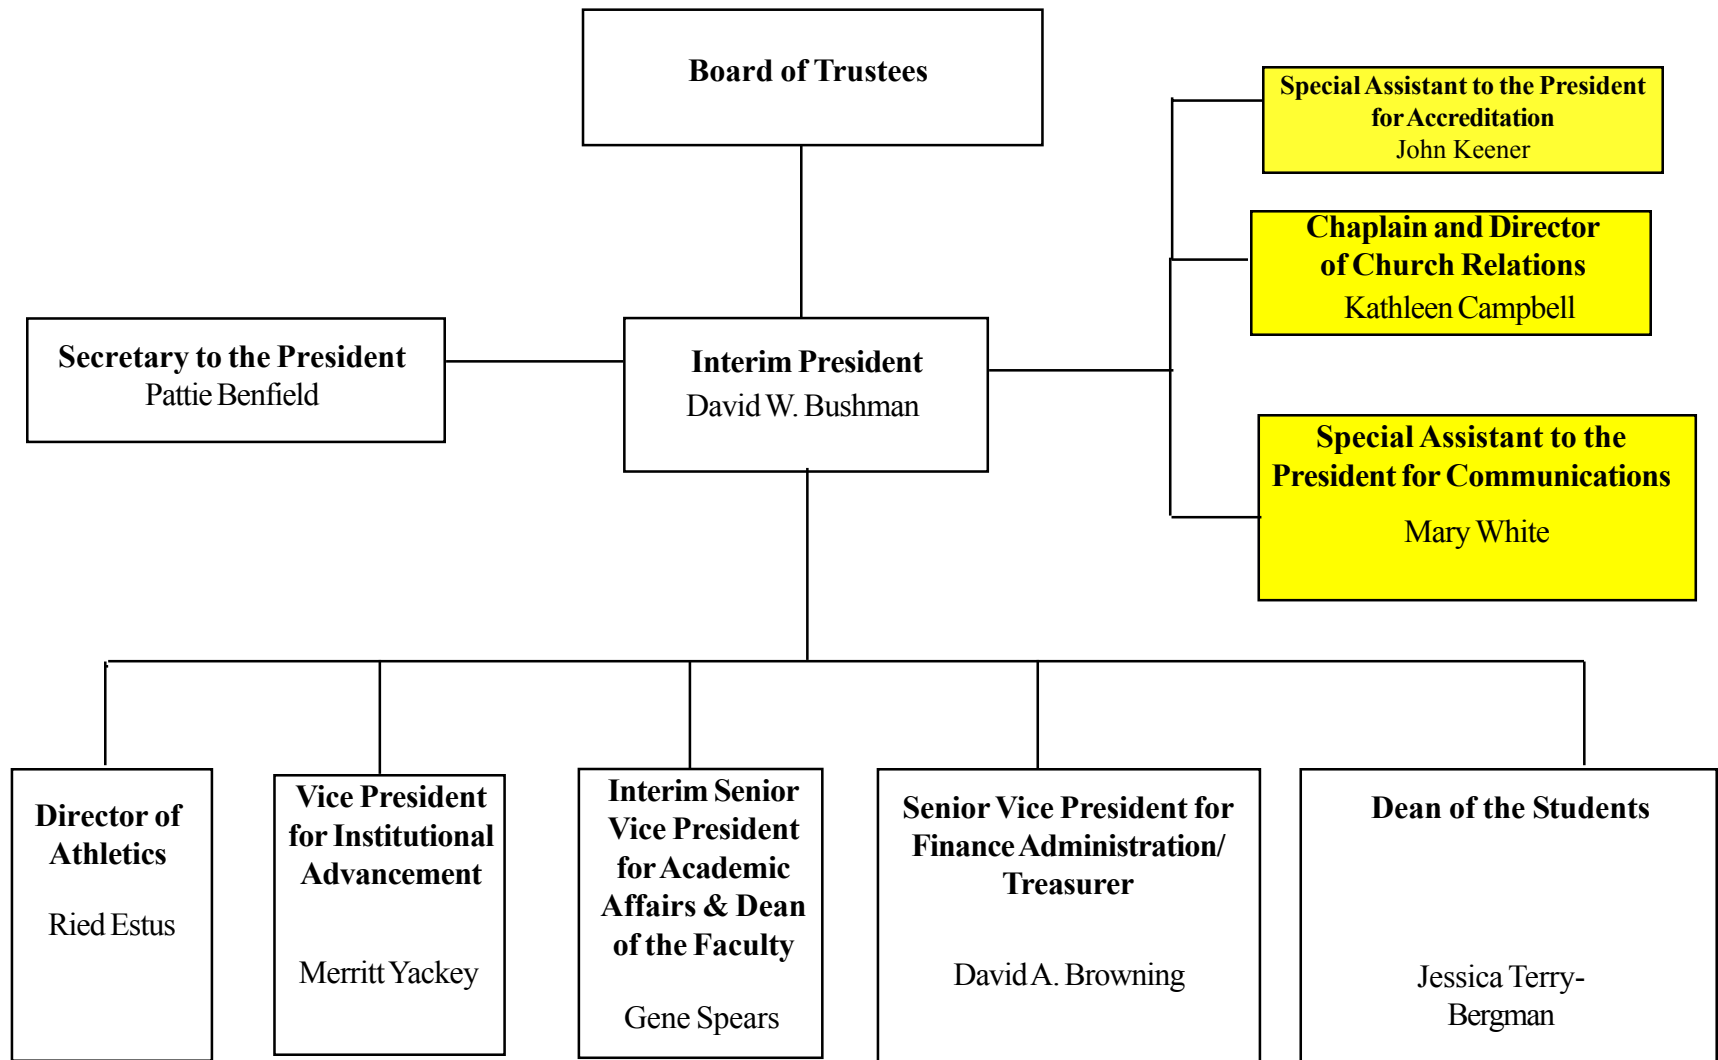 Board of Trustees
Special Assistant to the President
for Accreditation
John Keener
Chaplain and Director
of Church Relations
Kathleen Campbell
Secretary to the President
Pattie Benfield
Interim President
David W. Bushman
Special Assistant to the
President for Communications
Mary White
Director of
Athletics
Ried Estus
Vice President
for Institutional
Advancement
Merritt Yackey
Interim Senior
Vice President
for Academic
Affairs & Dean
of the Faculty
Gene Spears
Senior Vice President for
Finance Administration/
Treasurer
David A. Browning
Dean of the Students
Jessica Terry-
Bergman